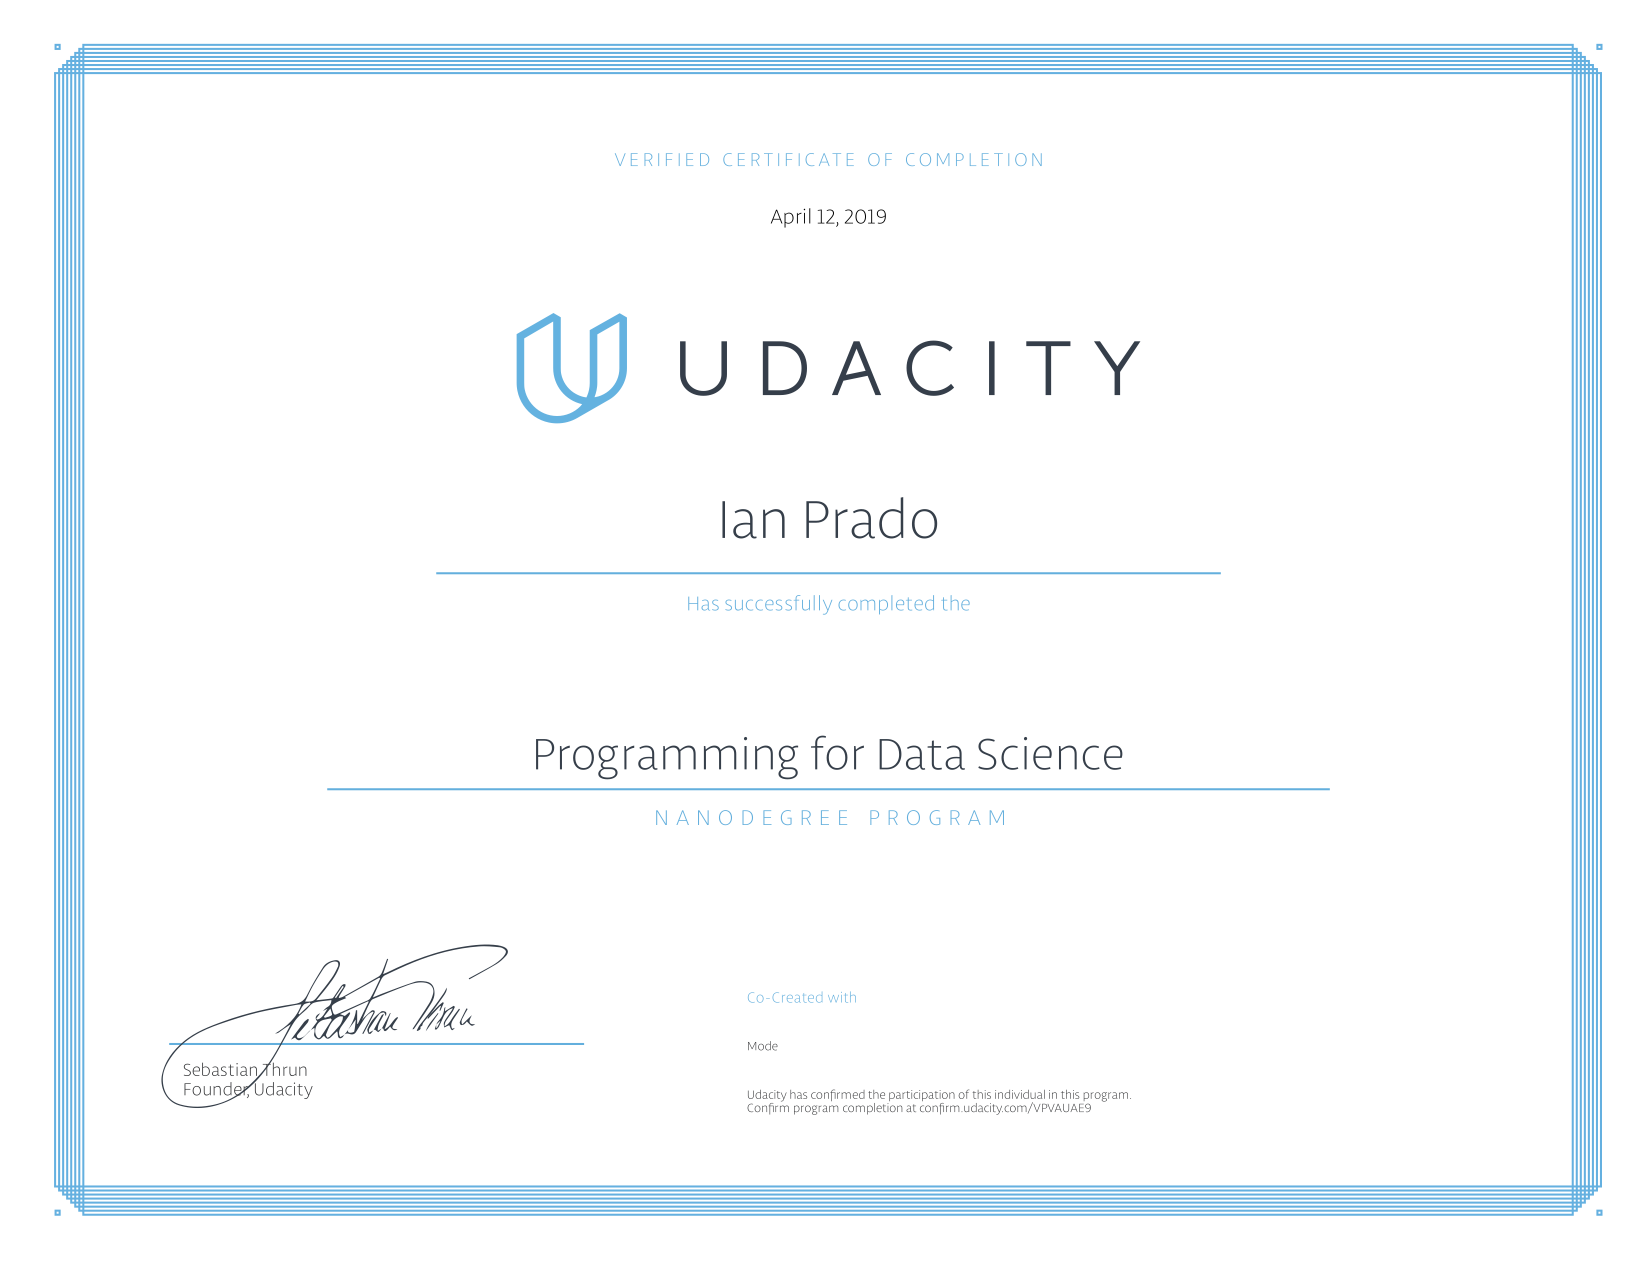 VERIFIED CERTIFICATE OF COMPLETION
April 12, 2019
UDACITY
Ian Prado
Has successfully completed the
Programming for Data Science
NANODEGREE PROGRAM
Sebastian Thrun
Sebastian Thrun
Founder, Udacity
Co-Created with
Mode
Udacity has confirmed the participation of this individual in this program.
Confirm program completion at confirm.udacity.com/VPVAUAE9